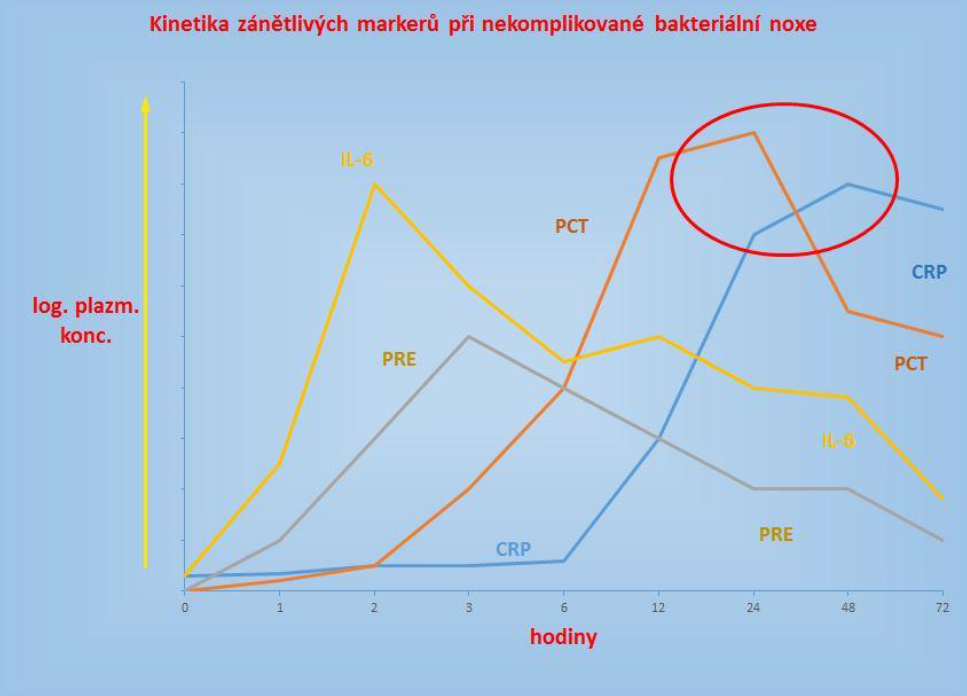 Kinetika zánětlivých markerů při nekomplikované bakteriální noxe
IL-6
PCT
CRP
log. plazm.
konc.
PRE
PCT
IL-6
PRE
CRP
0 1 2 3 6 12 24 48 72
hodiny